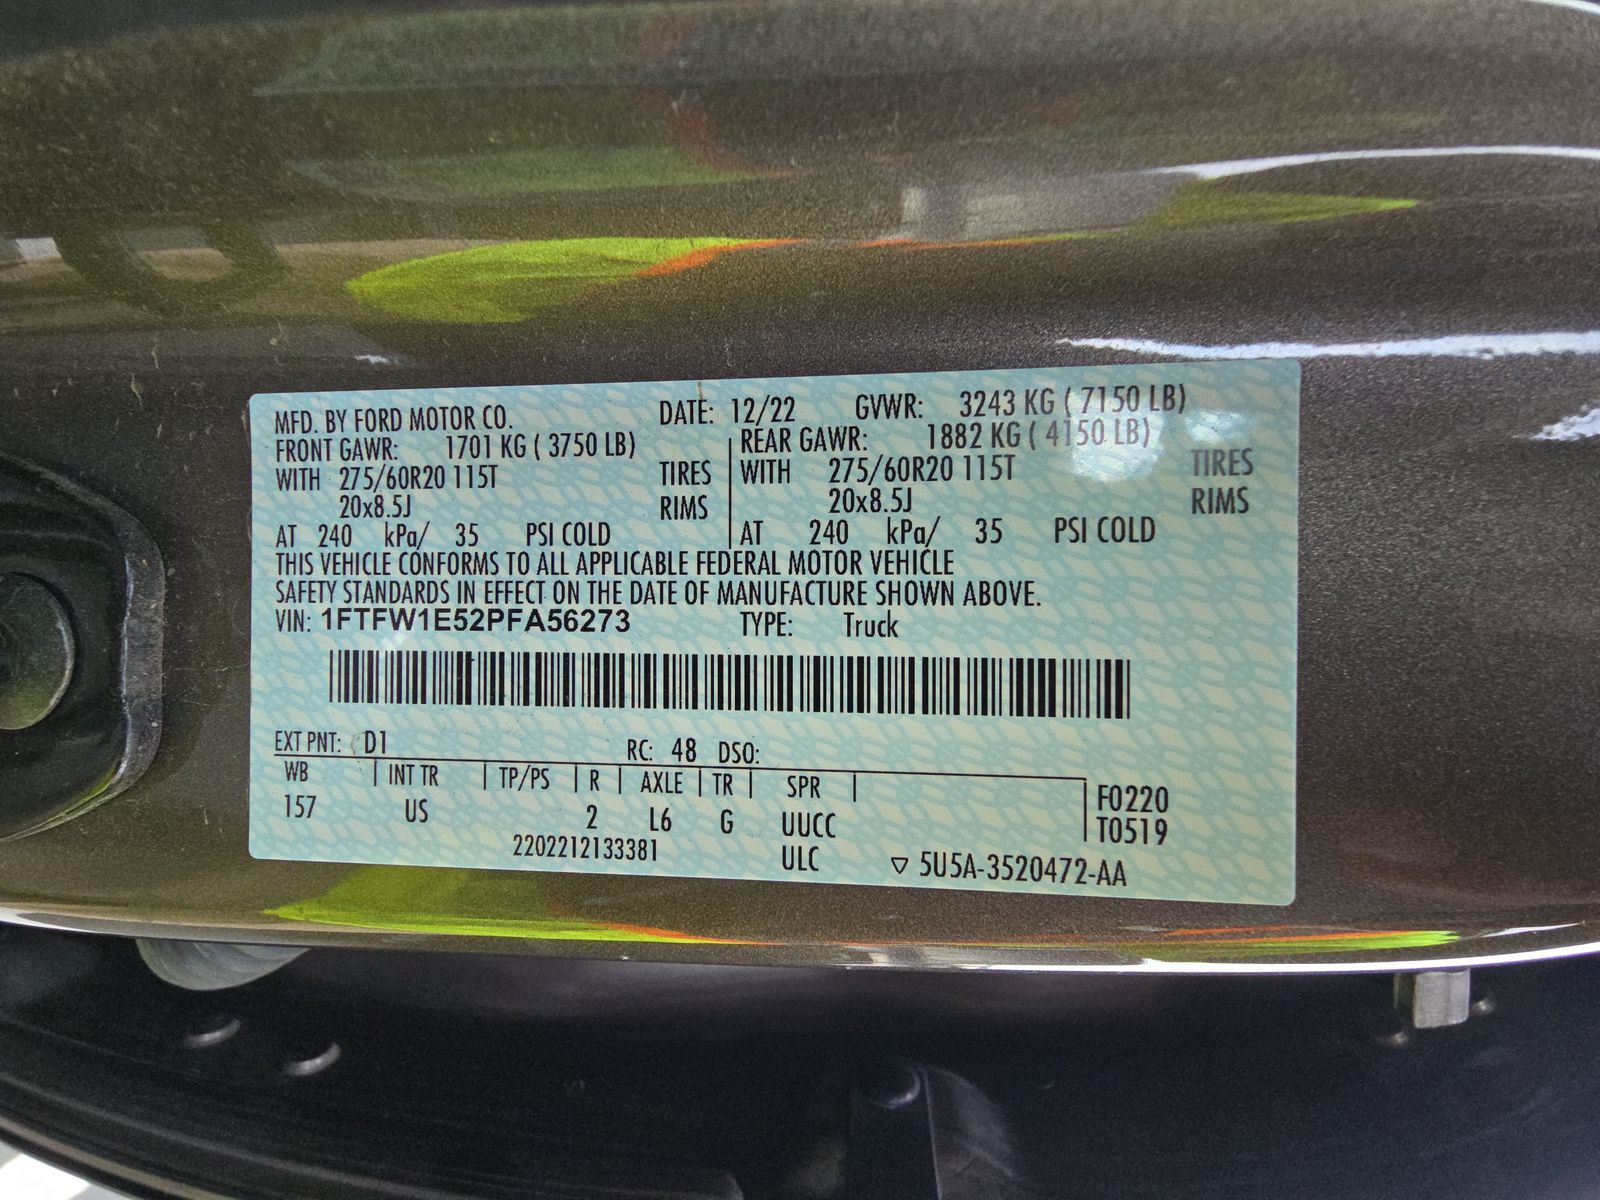 MFD. BY FORD MOTOR CO. DATE: 12/22 GVWR: 3243 KG ( 7150 LB)
FRONT GAWR: 1701 KG ( 3750 LB) REAR GAWR: 1882 KG ( 4150 LB)
WITH 275/60R20 115T TIRES WITH 275/60R20 115T TIRES
20x8.5J RIMS 20x8.5J RIMS
AT 240 kPa/ 35 PSI COLD AT 240 kPa/ 35 PSI COLD
THIS VEHICLE CONFORMS TO ALL APPLICABLE FEDERAL MOTOR VEHICLE
SAFETY STANDARDS IN EFFECT ON THE DATE OF MANUFACTURE SHOWN ABOVE.
VIN: 1FTFW1E52PFA56273 TYPE: Truck
EXT PNT: D1 RC: 48 DSO:
WB INT TR TP/PS R AXLE TR SPR F0220
157 US 2 L6 G UUCC T0519
2202212133381 ULC ▽ 5U5A-3520472-AA